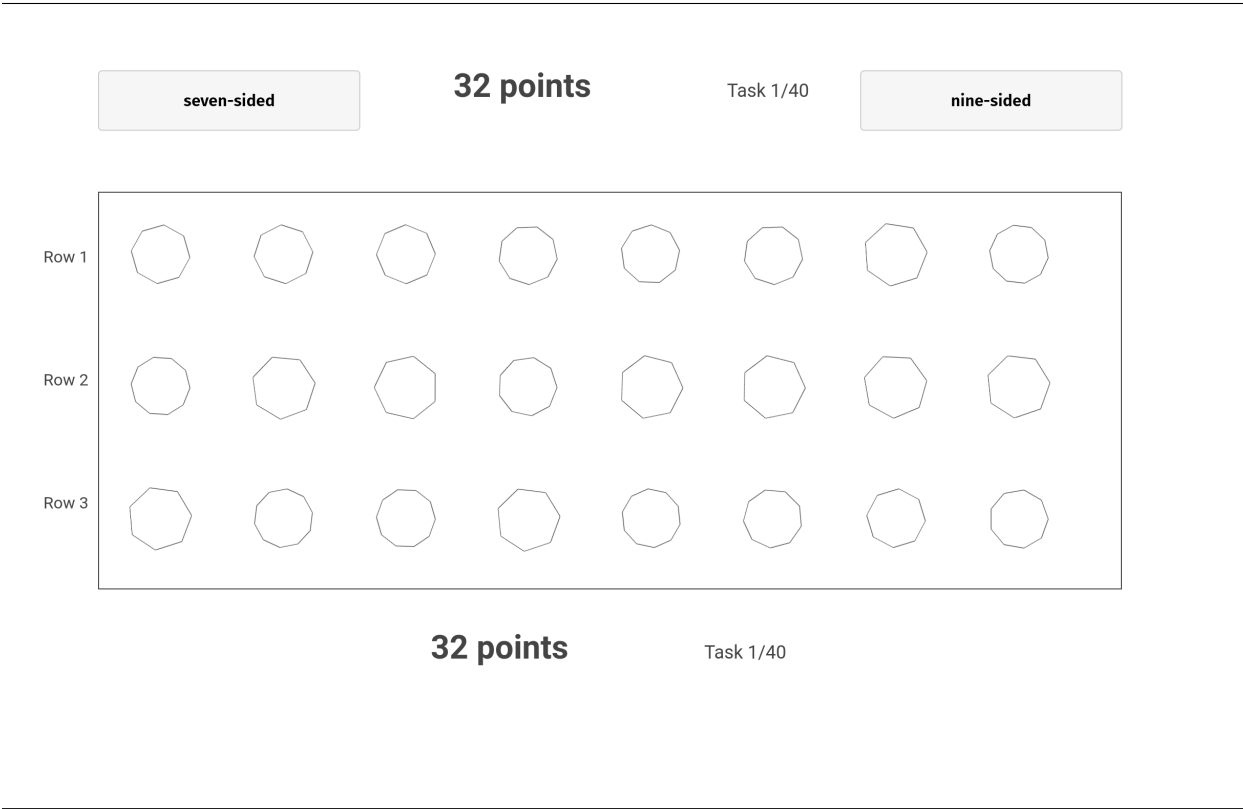 seven-sided
32 points
Task 1/40
nine-sided
Row 1
Row 2
Row 3
32 points
Task 1/40